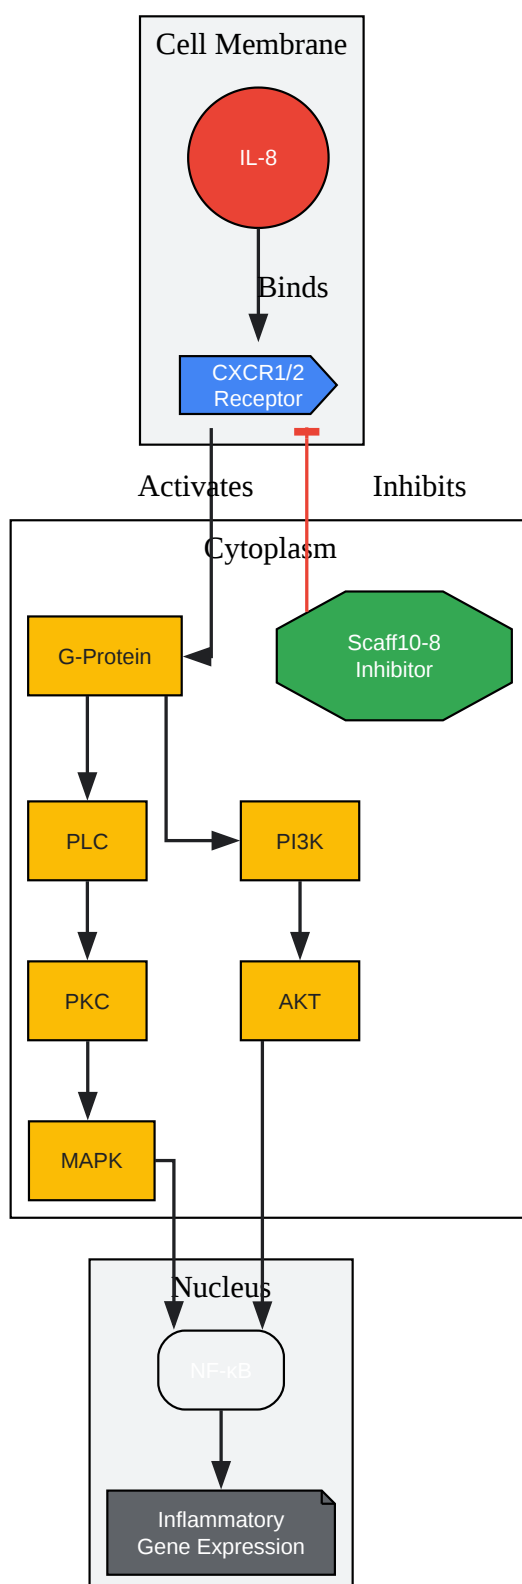 Cell Membrane
IL-8
Binds
CXCR1/2
Receptor
Activates
Inhibits
Cytoplasm
G-Protein
Scaff10-8
Inhibitor
PLC
PI3K
PKC
AKT
MAPK
Nucleus
NF-κB
Inflammatory
Gene Expression